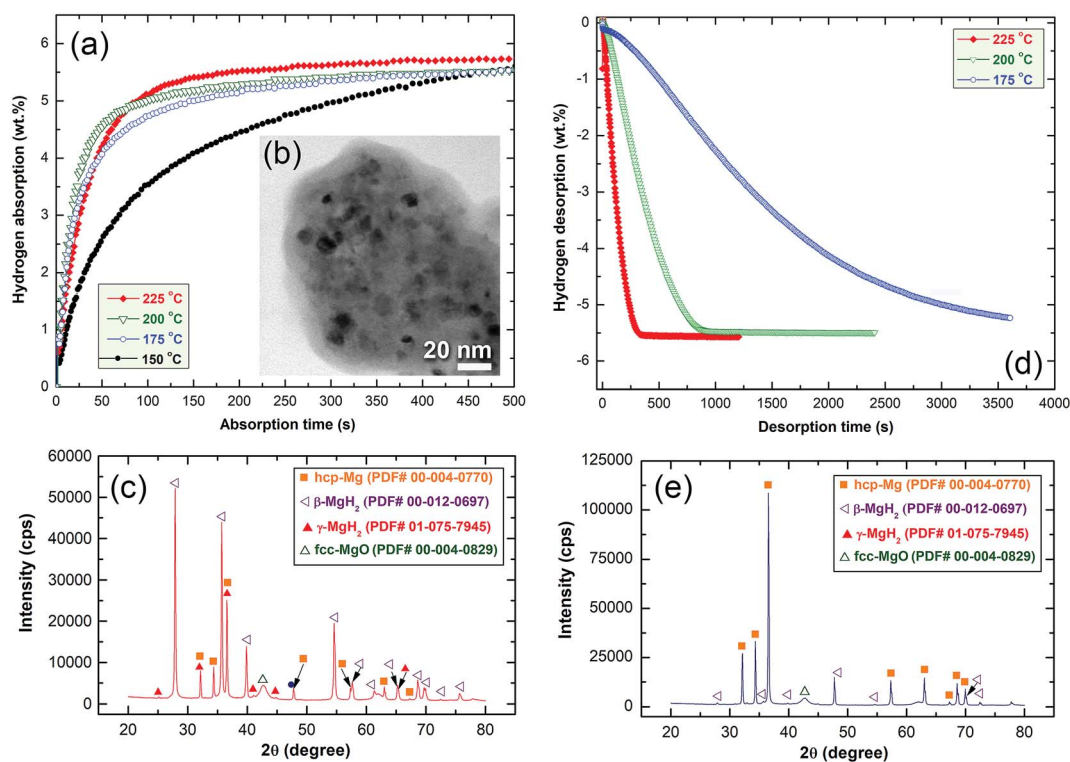 (a)
Hydrogen absorption (wt.%)
6
5
4
3
2
1
0
225 °C
200 °C
175 °C
150 °C
(b)
20 nm
0 50 100 150 200 250 300 350 400 450 500
Absorption time (s)
Hydrogen desorption (wt.%)
0
-1
-2
-3
-4
-5
-6
225 °C
200 °C
175 °C
(d)
0 500 1000 1500 2000 2500 3000 3500 4000
Desorption time (s)
(c)
Intensity (cps)
60000
50000
40000
30000
20000
10000
0
hcp-Mg (PDF# 00-004-0770)
β-MgH₂ (PDF# 00-012-0697)
γ-MgH₂ (PDF# 01-075-7945)
fcc-MgO (PDF# 00-004-0829)
20 30 40 50 60 70 80
2θ (degree)
(e)
Intensity (cps)
125000
100000
75000
50000
25000
0
hcp-Mg (PDF# 00-004-0770)
β-MgH₂ (PDF# 00-012-0697)
γ-MgH₂ (PDF# 01-075-7945)
fcc-MgO (PDF# 00-004-0829)
20 30 40 50 60 70 80
2θ (degree)